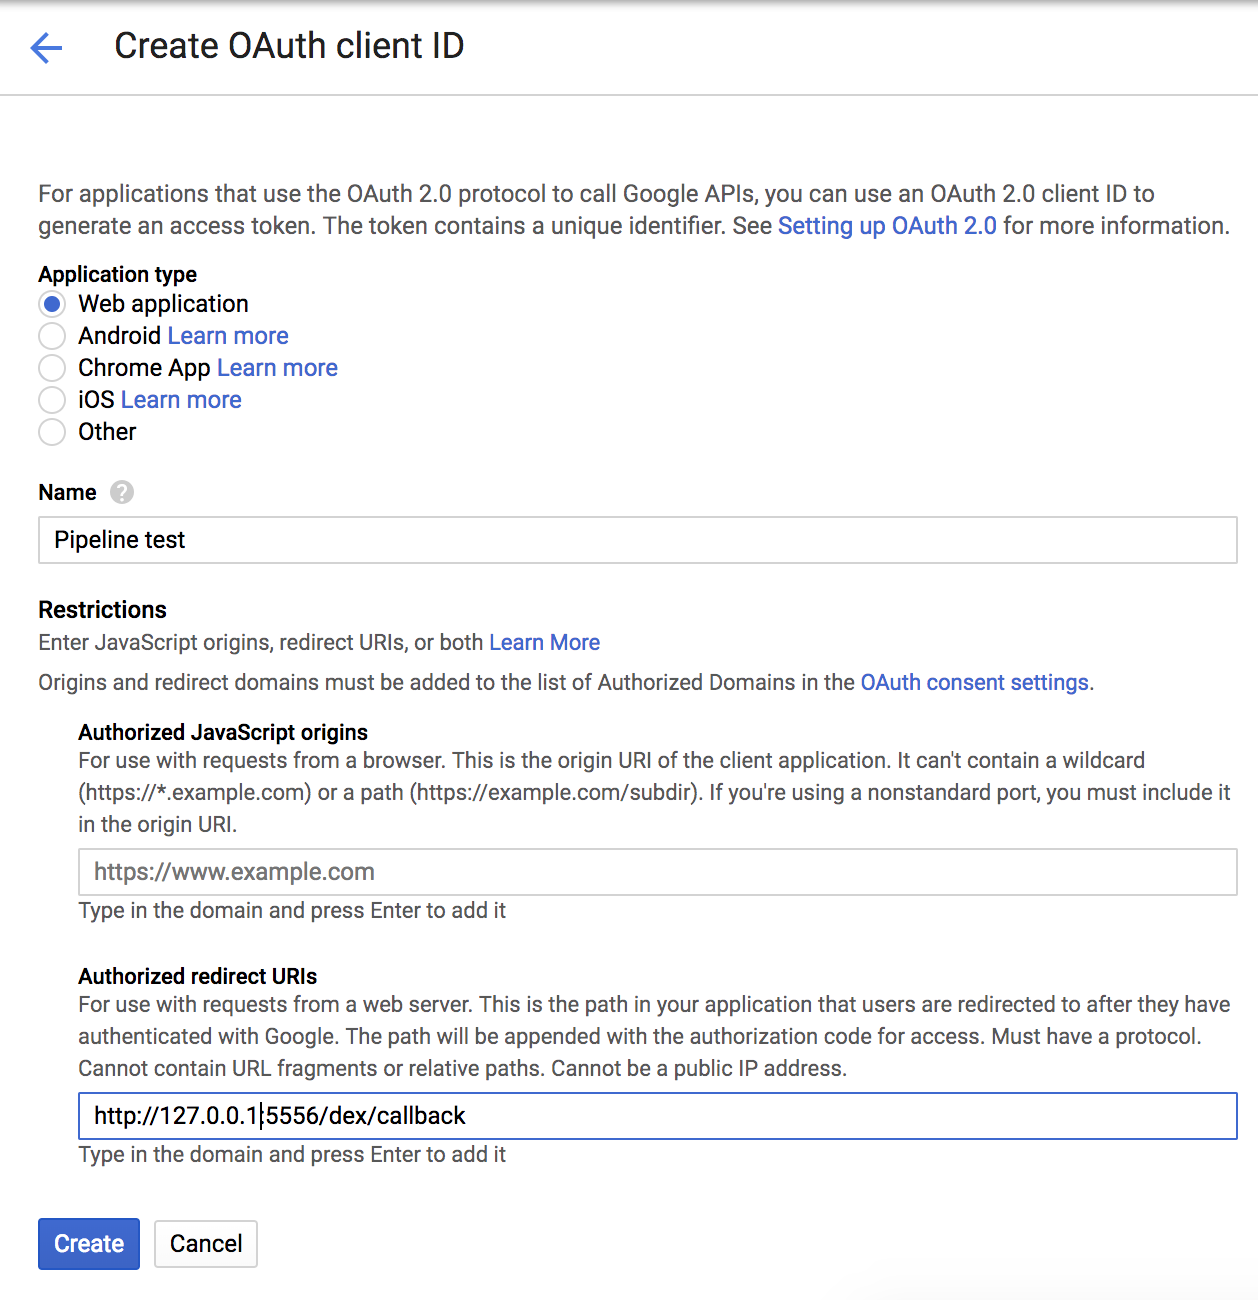 Create OAuth client ID
For applications that use the OAuth 2.0 protocol to call Google APIs, you can use an OAuth 2.0 client ID to
generate an access token. The token contains a unique identifier. See Setting up OAuth 2.0 for more information.
Application type
Web application
Android Learn more
Chrome App Learn more
iOS Learn more
Other
Name ?
Pipeline test
Restrictions
Enter JavaScript origins, redirect URIs, or both Learn More
Origins and redirect domains must be added to the list of Authorized Domains in the OAuth consent settings.
Authorized JavaScript origins
For use with requests from a browser. This is the origin URI of the client application. It can't contain a wildcard
(https://*.example.com) or a path (https://example.com/subdir). If you're using a nonstandard port, you must include it
in the origin URI.
https://www.example.com
Type in the domain and press Enter to add it
Authorized redirect URIs
For use with requests from a web server. This is the path in your application that users are redirected to after they have
authenticated with Google. The path will be appended with the authorization code for access. Must have a protocol.
Cannot contain URL fragments or relative paths. Cannot be a public IP address.
http://127.0.0.1:5556/dex/callback
Type in the domain and press Enter to add it
Create Cancel